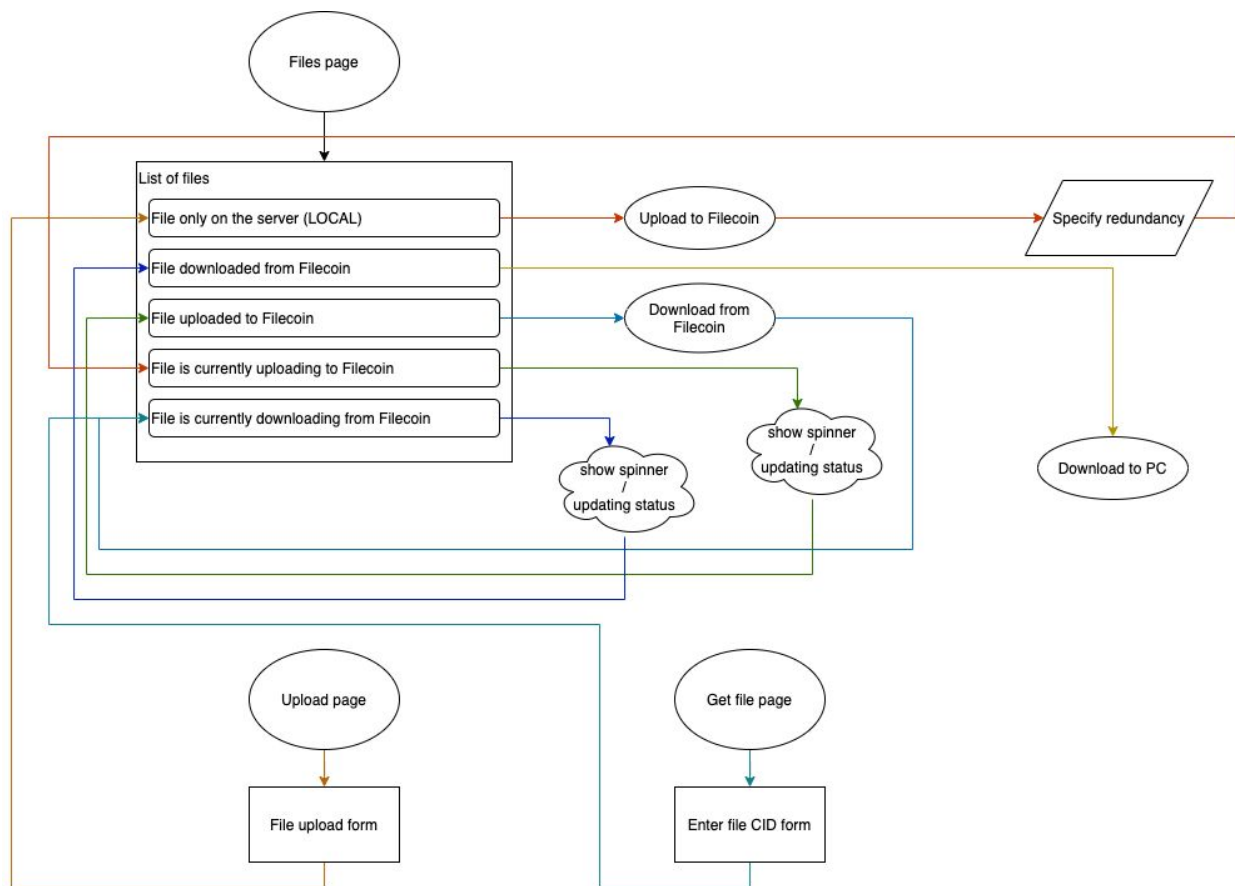 Files page
List of files
File only on the server (LOCAL)
Upload to Filecoin
Specify redundancy
File downloaded from Filecoin
File uploaded to Filecoin
Download from
Filecoin
File is currently uploading to Filecoin
File is currently downloading from Filecoin
show spinner
/
updating status
show spinner
/
updating status
Download to PC
Upload page
Get file page
File upload form
Enter file CID form